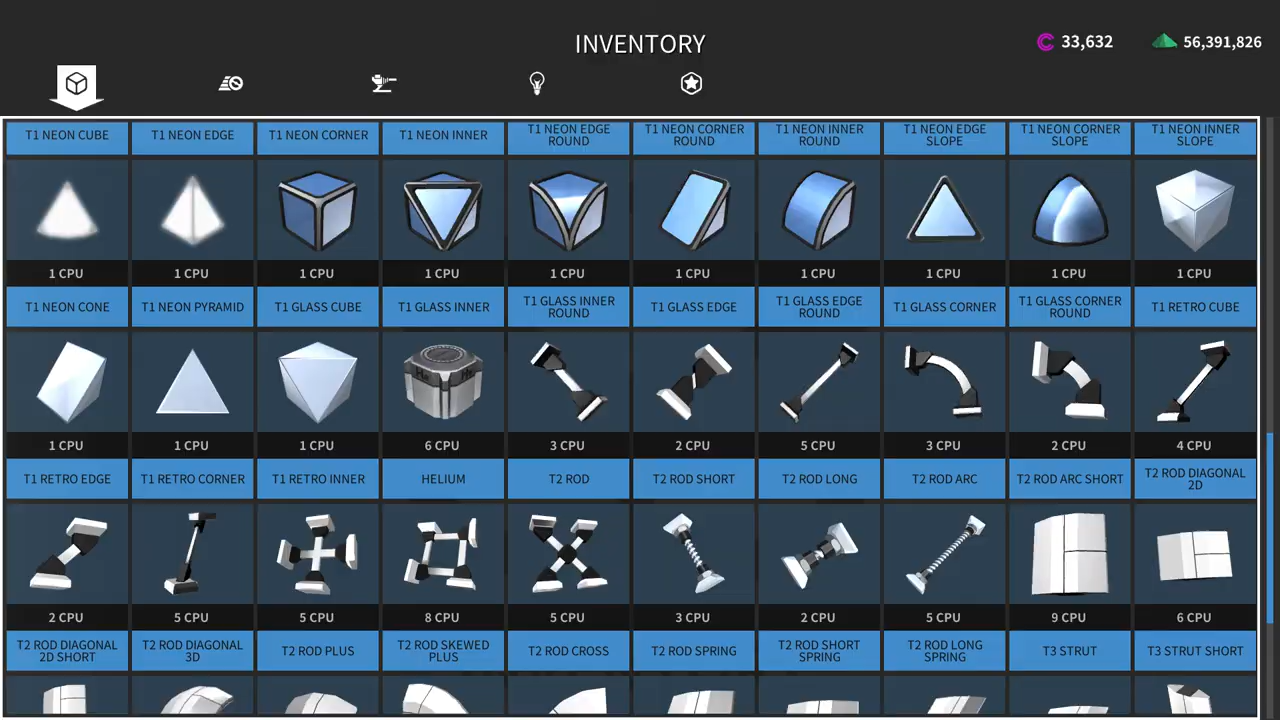 INVENTORY
33,632
56,391,826
T1 NEON CUBE
T1 NEON EDGE
T1 NEON CORNER
T1 NEON INNER
T1 NEON EDGE
ROUND
T1 NEON CORNER
ROUND
T1 NEON INNER
ROUND
T1 NEON EDGE
SLOPE
T1 NEON CORNER
SLOPE
T1 NEON INNER
SLOPE
1 CPU
1 CPU
1 CPU
1 CPU
1 CPU
1 CPU
1 CPU
1 CPU
1 CPU
1 CPU
T1 NEON CONE
T1 NEON PYRAMID
T1 GLASS CUBE
T1 GLASS INNER
T1 GLASS INNER
ROUND
T1 GLASS EDGE
T1 GLASS EDGE
ROUND
T1 GLASS CORNER
T1 GLASS CORNER
ROUND
T1 RETRO CUBE
He
He
1 CPU
1 CPU
1 CPU
6 CPU
3 CPU
2 CPU
5 CPU
3 CPU
2 CPU
4 CPU
T1 RETRO EDGE
T1 RETRO CORNER
T1 RETRO INNER
HELIUM
T2 ROD
T2 ROD SHORT
T2 ROD LONG
T2 ROD ARC
T2 ROD ARC SHORT
T2 ROD DIAGONAL
2D
2 CPU
5 CPU
5 CPU
8 CPU
5 CPU
3 CPU
2 CPU
5 CPU
9 CPU
6 CPU
T2 ROD DIAGONAL
2D SHORT
T2 ROD DIAGONAL
3D
T2 ROD PLUS
T2 ROD SKEWED
PLUS
T2 ROD CROSS
T2 ROD SPRING
T2 ROD SHORT
SPRING
T2 ROD LONG
SPRING
T3 STRUT
T3 STRUT SHORT